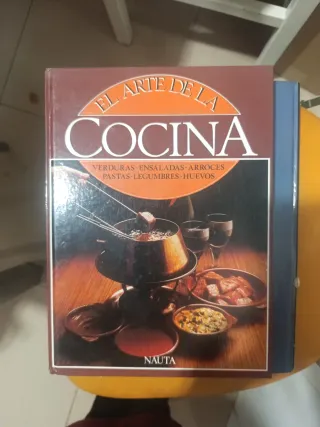 EL ARTE DE LA
COCINA
VERDURAS-ENSALADAS-ARROCES
PASTAS-LEGUMBRES-HUEVOS
NAUTA